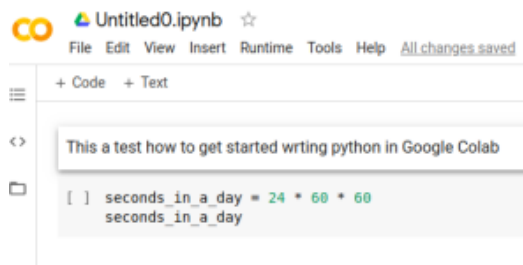 Untitled0.ipynb
File Edit View Insert Runtime Tools Help All changes saved
+ Code + Text
This a test how to get started wrting python in Google Colab
[ ] seconds_in_a_day = 24 * 60 * 60
seconds_in_a_day